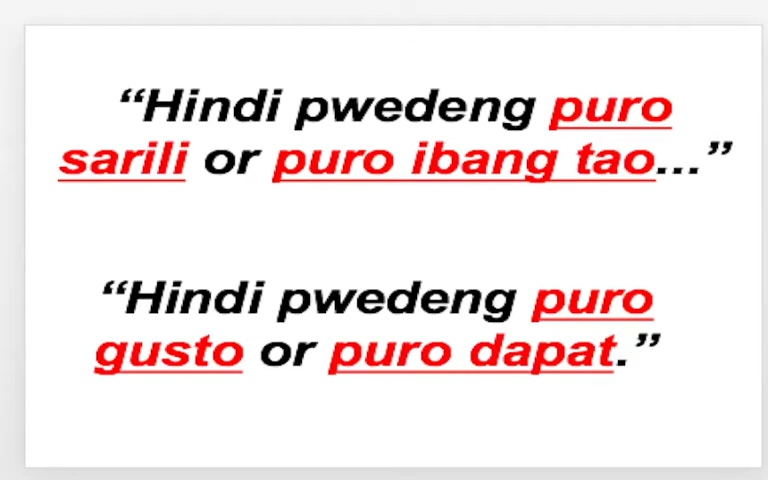 “Hindi pwedeng puro
sarili or puro ibang tao...”
“Hindi pwedeng puro
gusto or puro dapat.”